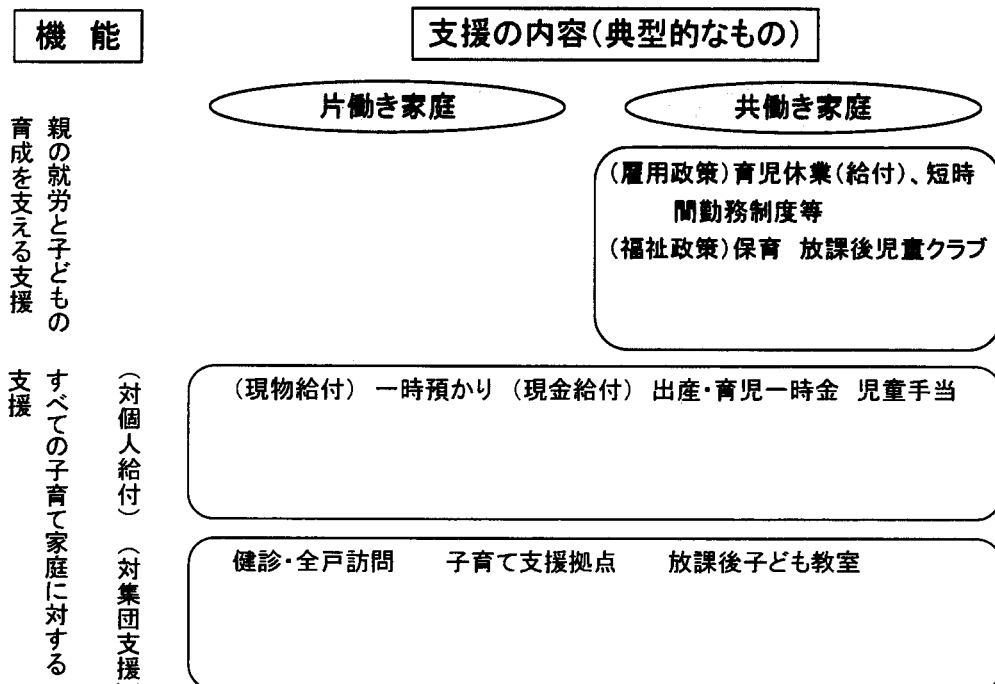 機 能
支援の内容(典型的なもの)
片働き家庭
共働き家庭
親の就労と子どもの
育成を支える支援
(雇用政策)育児休業(給付)、短時
間勤務制度等
(福祉政策)保育 放課後児童クラブ
すべての子育て家庭に対する
支援
(対個人給付)
(現物給付) 一時預かり (現金給付) 出産・育児一時金 児童手当
(対集団支援
健診・全戸訪問 子育て支援拠点 放課後子ども教室